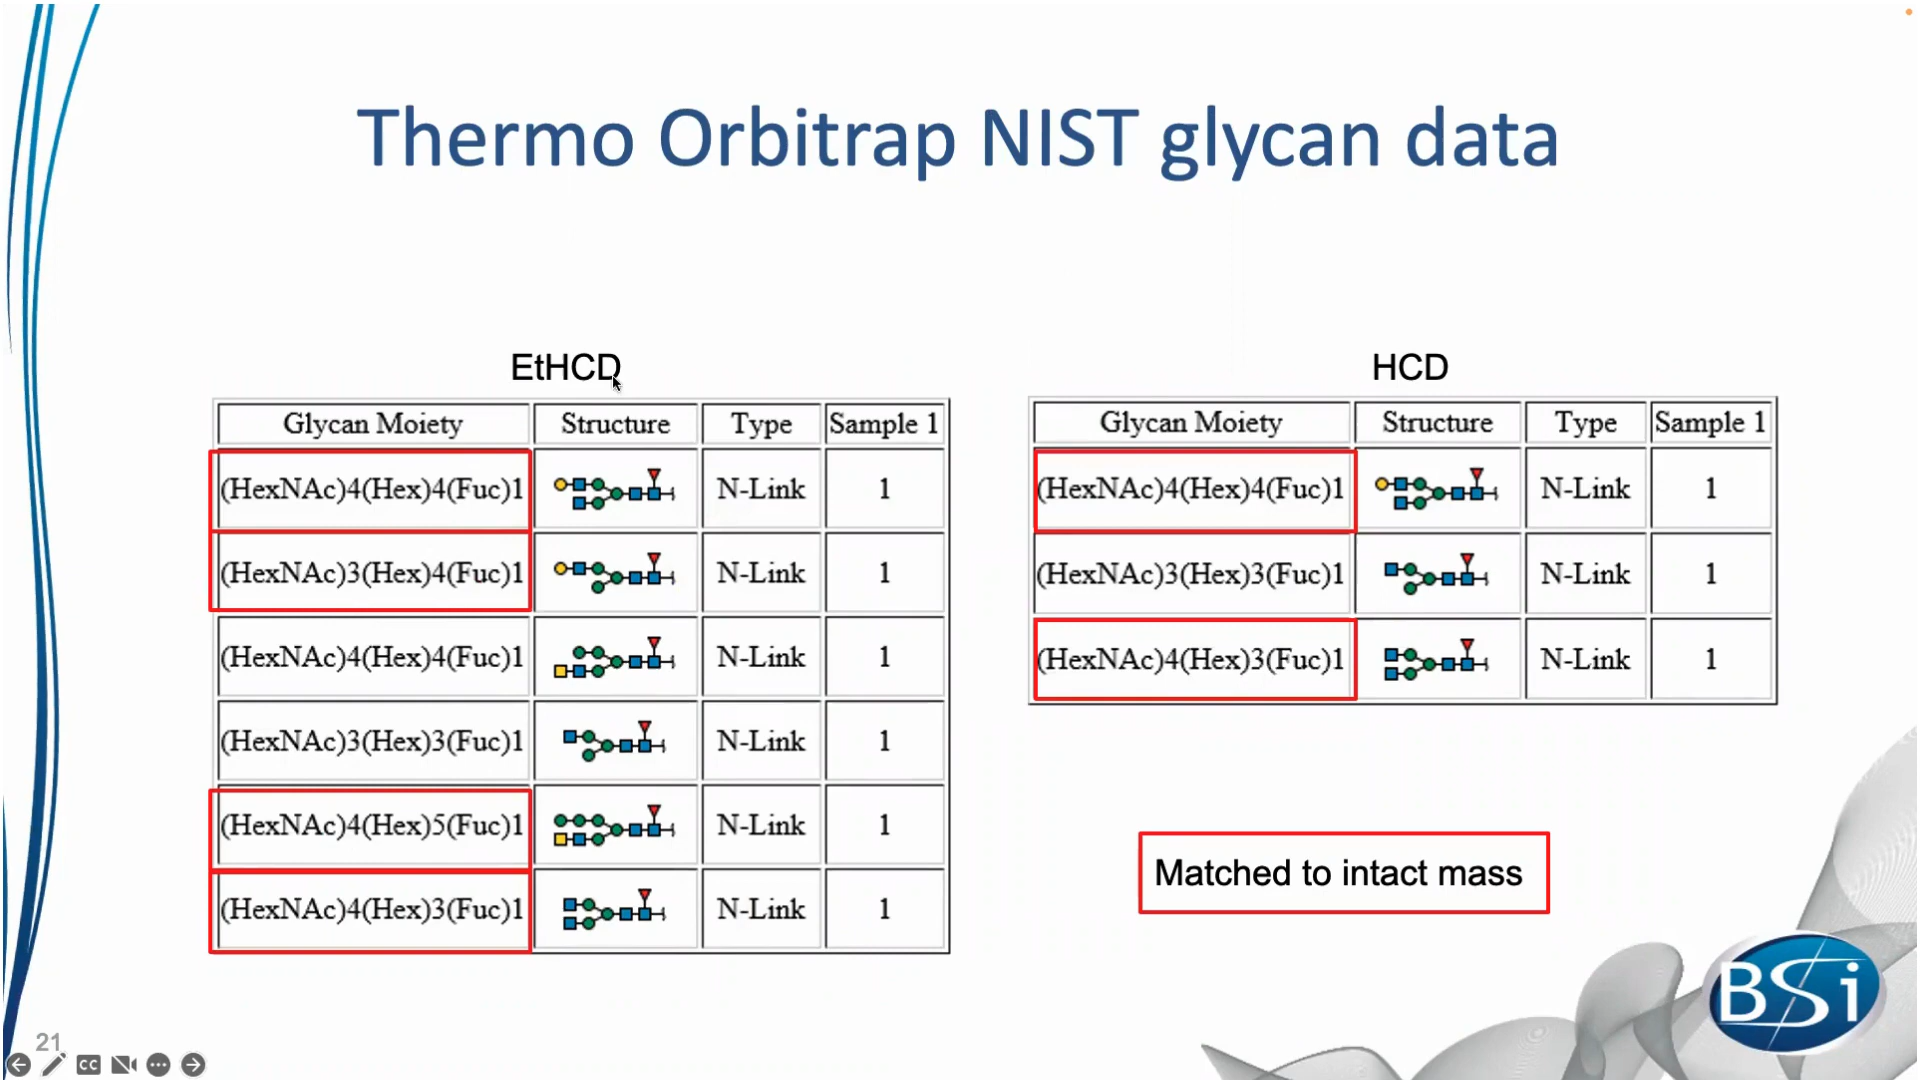 Thermo Orbitrap NIST glycan data
EtHCD
Glycan Moiety Structure Type Sample 1
(HexNAc)4(Hex)4(Fuc)1 N-Link 1
(HexNAc)3(Hex)4(Fuc)1 N-Link 1
(HexNAc)4(Hex)4(Fuc)1 N-Link 1
(HexNAc)3(Hex)3(Fuc)1 N-Link 1
(HexNAc)4(Hex)5(Fuc)1 N-Link 1
(HexNAc)4(Hex)3(Fuc)1 N-Link 1
HCD
Glycan Moiety Structure Type Sample 1
(HexNAc)4(Hex)4(Fuc)1 N-Link 1
(HexNAc)3(Hex)3(Fuc)1 N-Link 1
(HexNAc)4(Hex)3(Fuc)1 N-Link 1
Matched to intact mass
BSi
21
CC